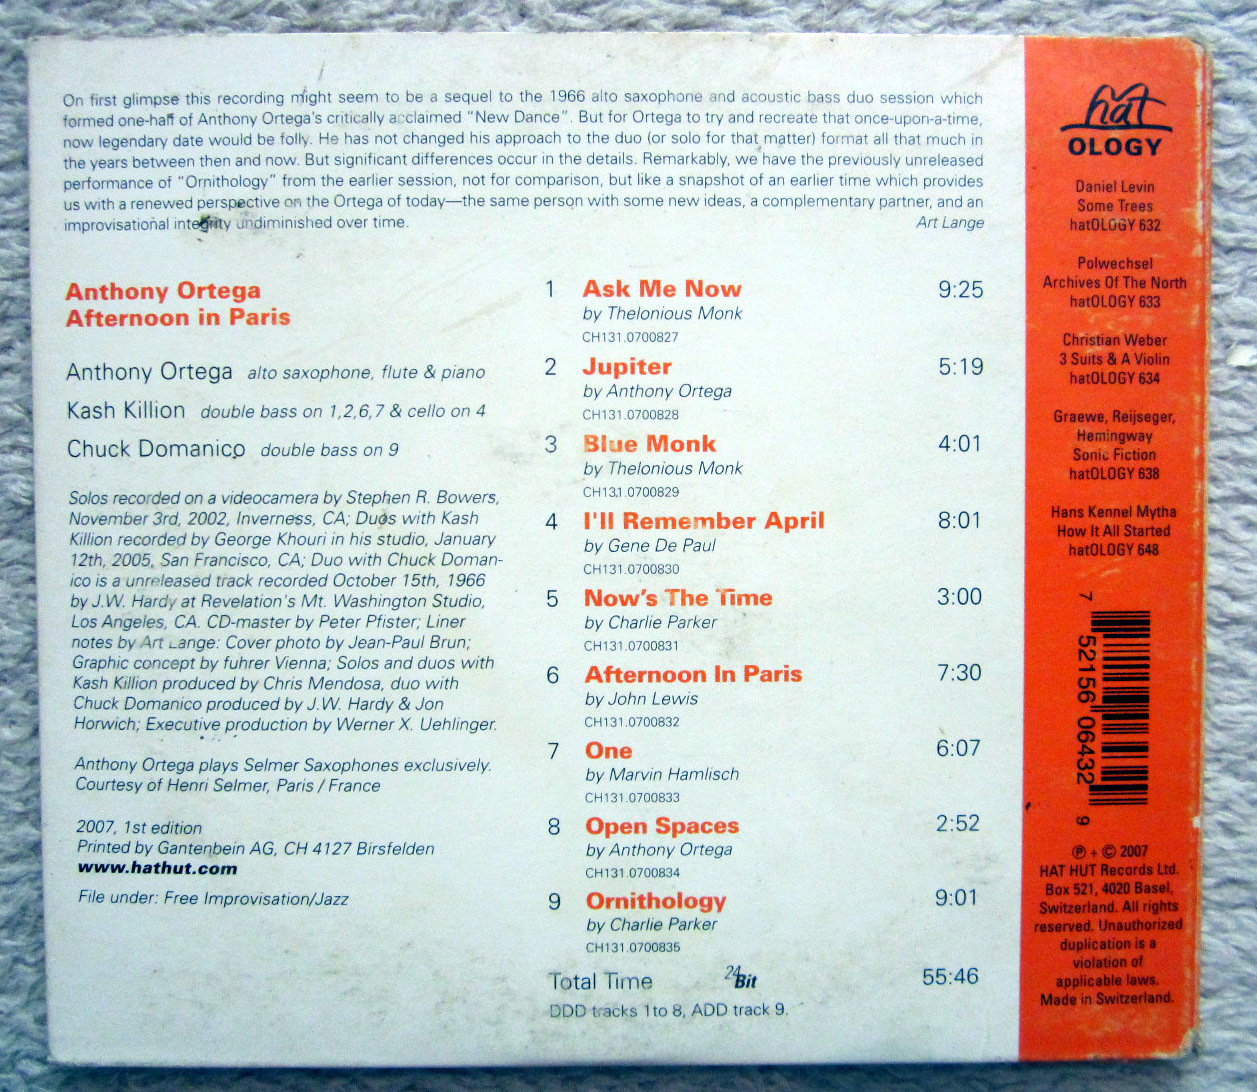 On first glimpse this recording might seem to be a sequel to the 1966 alto saxophone and acoustic bass duo session which
formed one-half of Anthony Ortega's critically acclaimed "New Dance". But for Ortega to try and recreate that once-upon-a-time,
now legendary date would be folly. He has not changed his approach to the duo (or solo for that matter) format all that much, in
the years between then and now. But significant differences occur in the details. Remarkably, we have the previously unreleased
performance of "Ornithology" from the earlier session, not for comparison, but like a snapshot of an earlier time which provides
us with a renewed perspective on the Ortega of today—the same person with some new ideas, a complementary partner, and an
improvisational integrity undiminished over time.
Art Lange
Anthony Ortega
Afternoon in Paris
Anthony Ortega alto saxophone, flute & piano
Kash Killion double bass on 1,2,6,7 & cello on 4
Chuck Domanico double bass on 9
Solos recorded on a videocamera by Stephen R. Bowers,
November 3rd, 2002, Inverness, CA; Duos with Kash
Killion recorded by George Khouri in his studio, January
12th, 2005, San Francisco, CA; Duo with Chuck Doman-
ico is a unreleased track recorded October 15th, 1966
by J.W. Hardy at Revelation's Mt. Washington Studio,
Los Angeles, CA. CD-master by Peter Pfister; Liner
notes by Art Lange: Cover photo by Jean-Paul Brun;
Graphic concept by fuhrer Vienna; Solos and duos with
Kash Killion produced by Chris Mendosa, duo with
Chuck Domanico produced by J.W. Hardy & Jon
Horwich; Executive production by Werner X. Uehlinger.
Anthony Ortega plays Selmer Saxophones exclusively.
Courtesy of Henri Selmer, Paris / France
2007, 1st edition
Printed by Gantenbein AG, CH 4127 Birsfelden
www.hathut.com
File under: Free Improvisation/Jazz
1 Ask Me Now 9:25
by Thelonious Monk
CH131.0700827
2 Jupiter 5:19
by Anthony Ortega
CH131.0700828
3 Blue Monk 4:01
by Thelonious Monk
CH131.0700829
4 I'll Remember April 8:01
by Gene De Paul
CH131.0700830
5 Now's The Time 3:00
by Charlie Parker
CH131.0700831
6 Afternoon In Paris 7:30
by John Lewis
CH131.0700832
7 One 6:07
by Marvin Hamlisch
CH131.0700833
8 Open Spaces 2:52
by Anthony Ortega
CH131.0700834
9 Ornithology 9:01
by Charlie Parker
CH131.0700835
Total Time 24Bit 55:46
DDD tracks 1 to 8, ADD track 9.
hat
OLOGY
Daniel Levin
Some Trees
hatOLOGY 632
Polwechsel
Archives Of The North
hatOLOGY 633
Christian Weber
3 Suits & A Violin
hatOLOGY 634
Graewe, Reijseger,
Hemingway
Sonic Fiction
hatOLOGY 638
Hans Kennel Mytha
How It All Started
hatOLOGY 648
7 52156 06432 9
℗ + © 2007
HAT HUT Records Ltd.
Box 521, 4020 Basel,
Switzerland. All rights
reserved. Unauthorized
duplication is a
violation of
applicable laws.
Made in Switzerland.